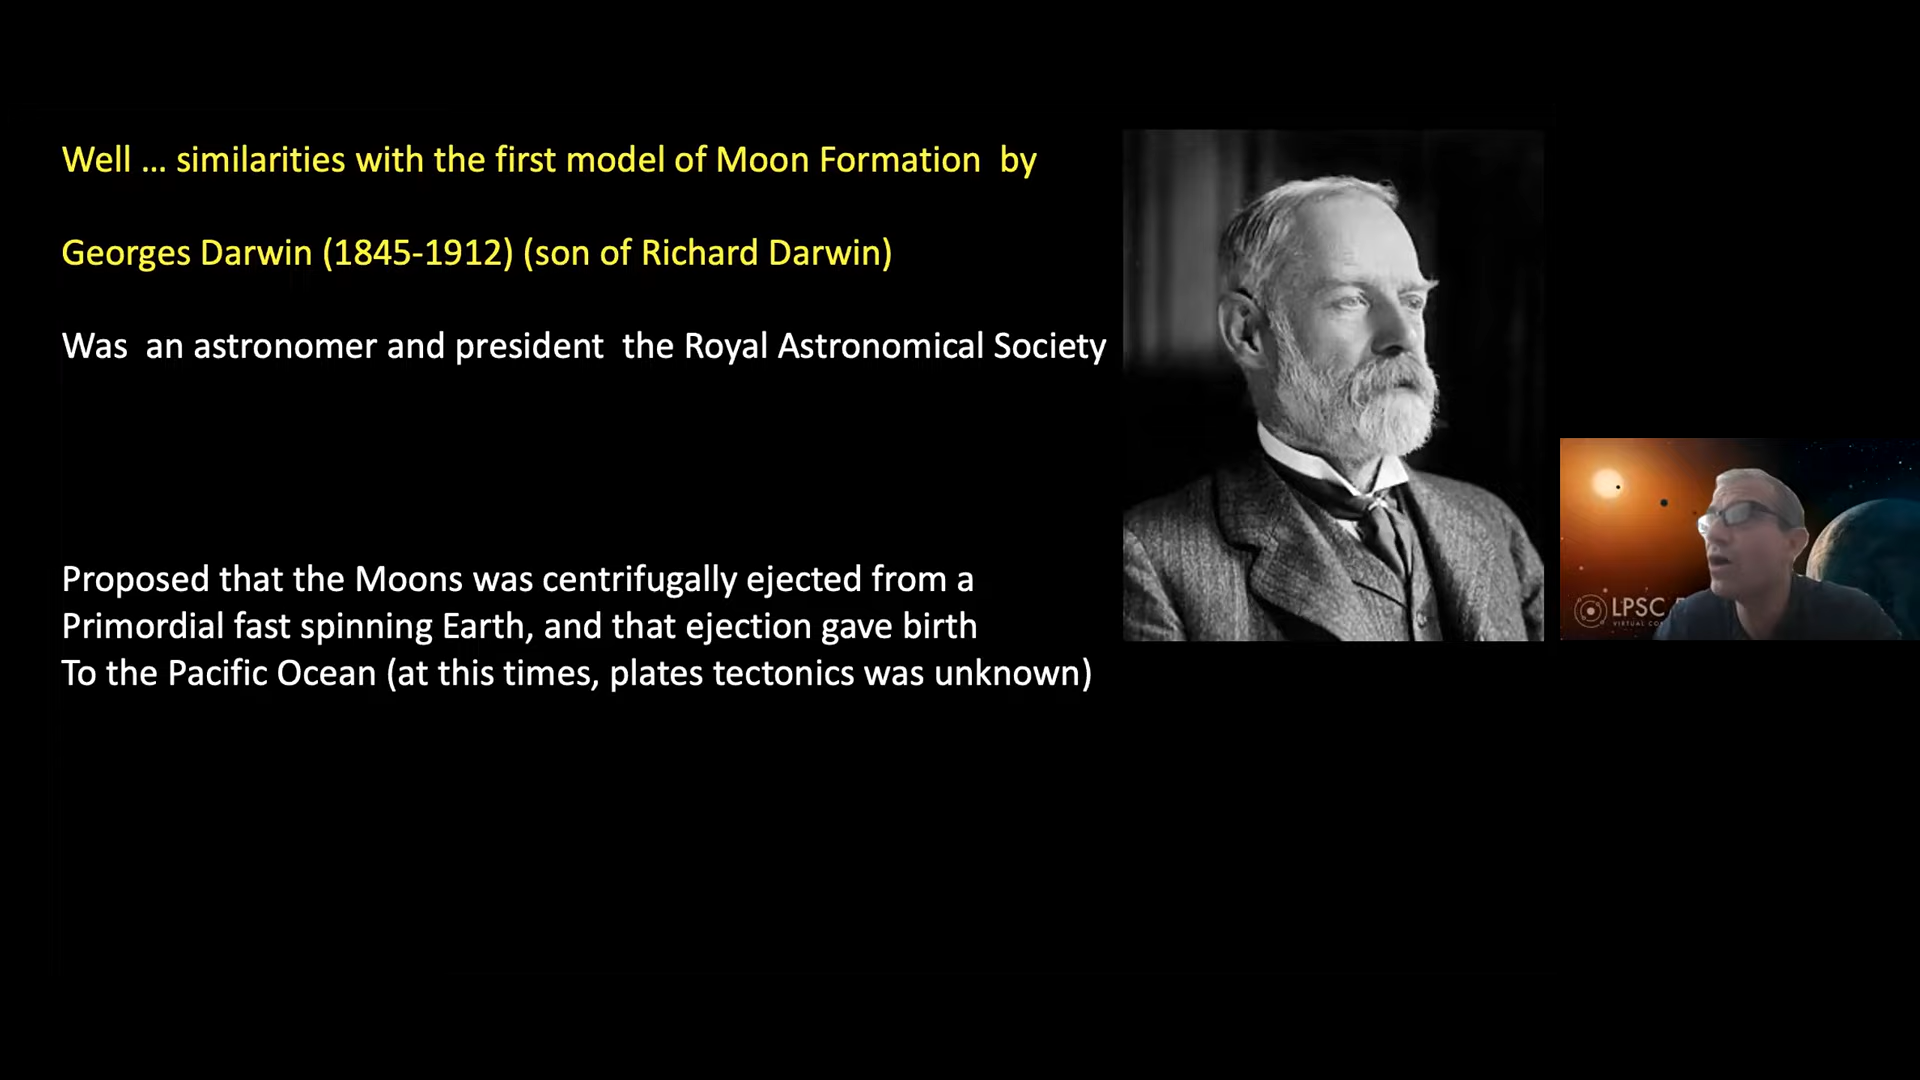 Well ... similarities with the first model of Moon Formation by
Georges Darwin (1845-1912) (son of Richard Darwin)
Was an astronomer and president the Royal Astronomical Society
Proposed that the Moons was centrifugally ejected from a
Primordial fast spinning Earth, and that ejection gave birth
To the Pacific Ocean (at this times, plates tectonics was unknown)
LPSC
VIRTUAL